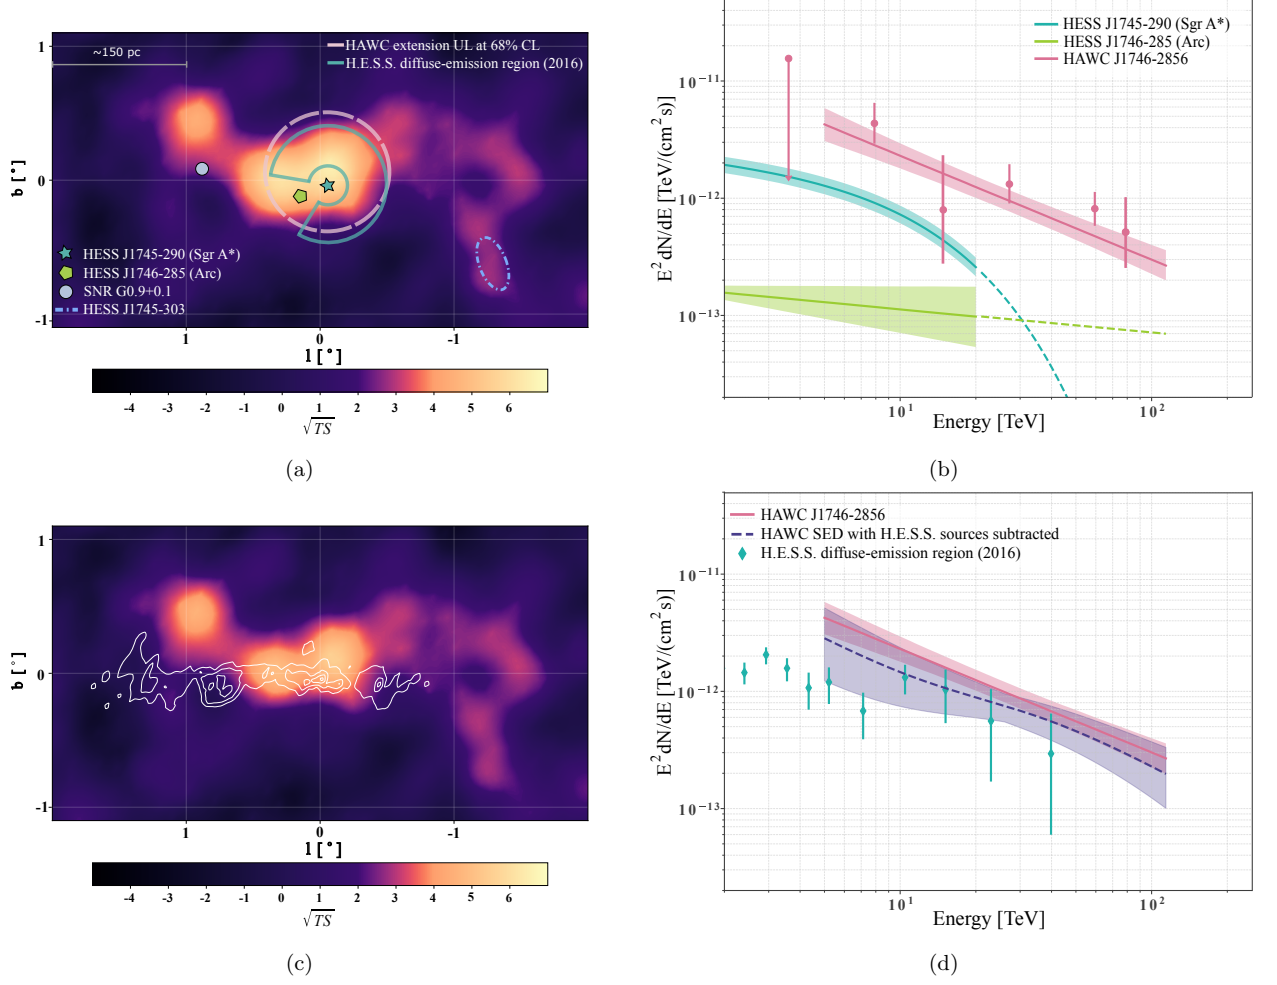 HAWC extension UL at 68% CL
H.E.S.S. diffuse-emission region (2016)
~150 pc
1
0
-1
b [°]
HESS J1745-290 (Sgr A*)
HESS J1746-285 (Arc)
SNR G0.9+0.1
HESS J1745-303
1 0 -1
l [°]
-4 -3 -2 -1 0 1 2 3 4 5 6
√TS
(a)
HESS J1745-290 (Sgr A*)
HESS J1746-285 (Arc)
HAWC J1746-2856
10⁻¹¹
10⁻¹²
10⁻¹³
E²dN/dE [TeV/(cm²s)]
10¹ 10²
Energy [TeV]
(b)
1
0
-1
b [°]
1 0 -1
l [°]
-4 -3 -2 -1 0 1 2 3 4 5 6
√TS
(c)
HAWC J1746-2856
HAWC SED with H.E.S.S. sources subtracted
H.E.S.S. diffuse-emission region (2016)
10⁻¹¹
10⁻¹²
10⁻¹³
E²dN/dE [TeV/(cm²s)]
10¹ 10²
Energy [TeV]
(d)